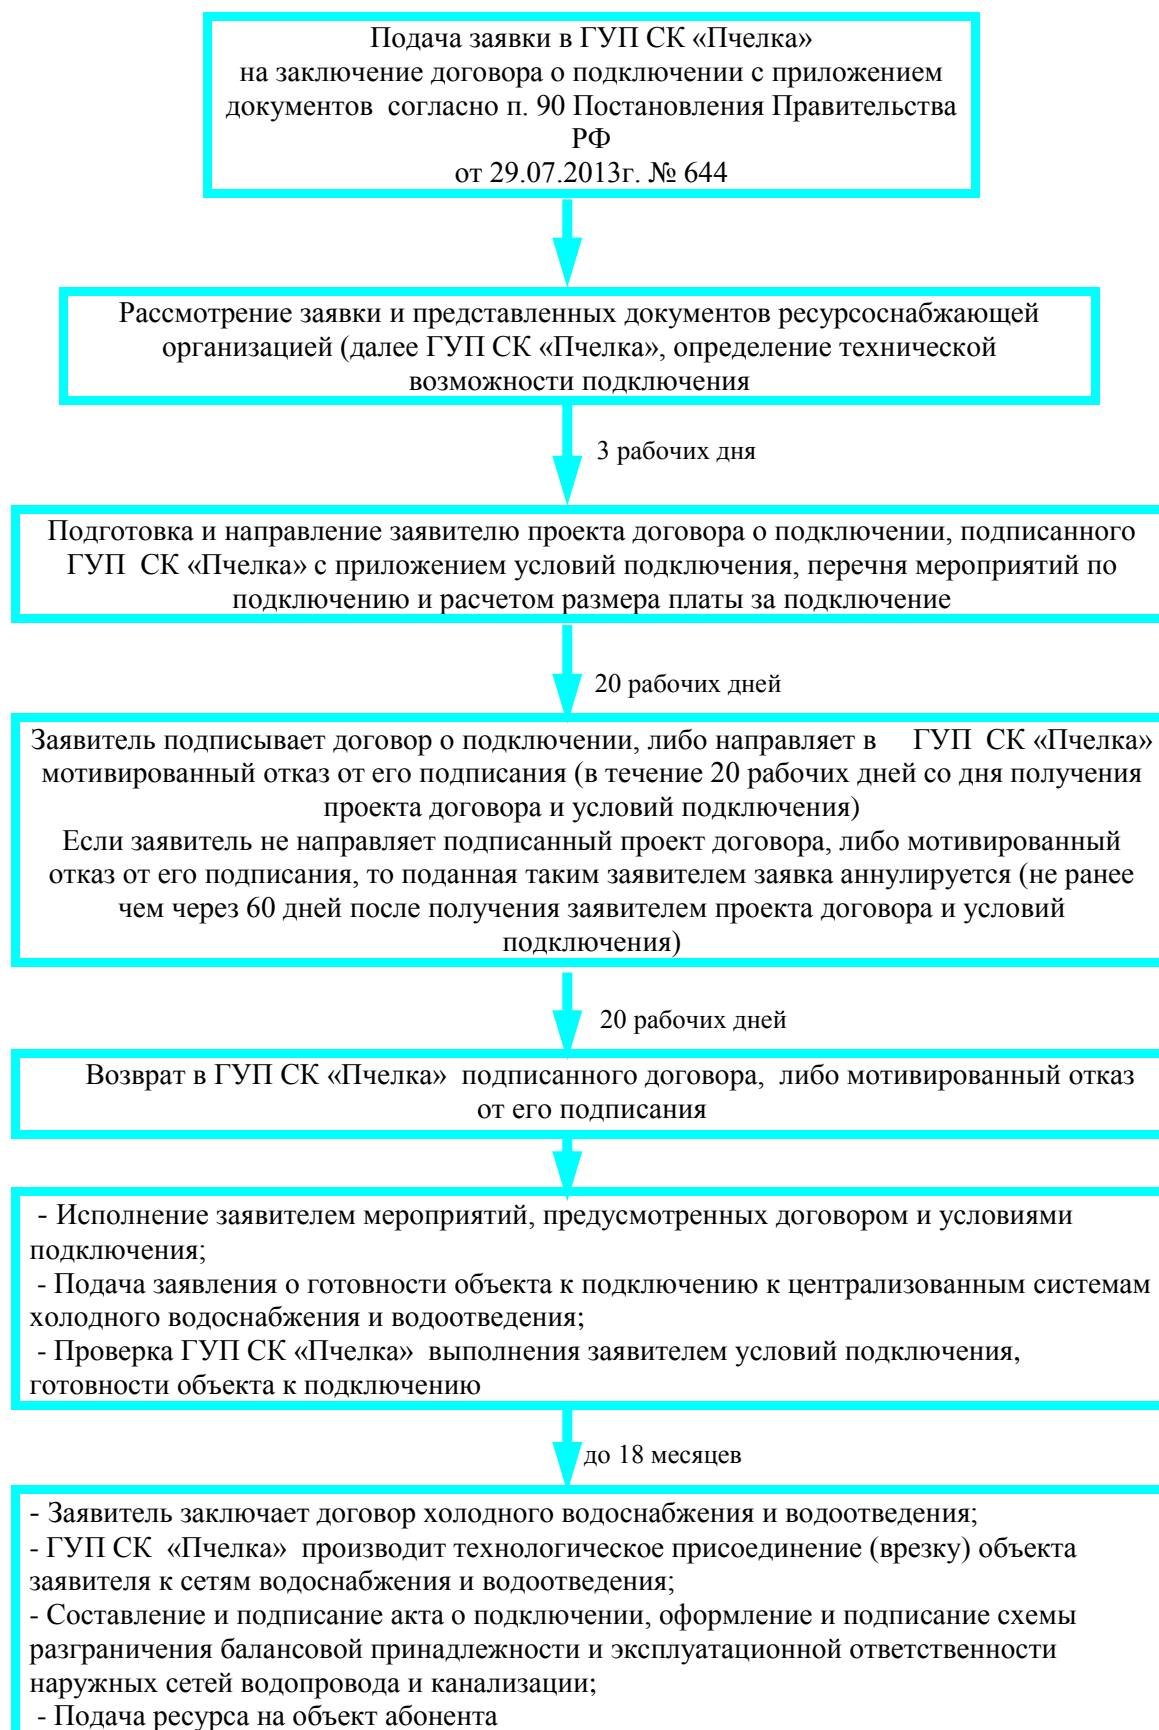 Подача заявки в ГУП СК «Пчелка»
на заключение договора о подключении с приложением
документов согласно п. 90 Постановления Правительства
РФ
от 29.07.2013г. № 644
Рассмотрение заявки и представленных документов ресурсоснабжающей
организацией (далее ГУП СК «Пчелка», определение технической
возможности подключения
3 рабочих дня
Подготовка и направление заявителю проекта договора о подключении, подписанного
ГУП СК «Пчелка» с приложением условий подключения, перечня мероприятий по
подключению и расчетом размера платы за подключение
20 рабочих дней
Заявитель подписывает договор о подключении, либо направляет в ГУП СК «Пчелка»
мотивированный отказ от его подписания (в течение 20 рабочих дней со дня получения
проекта договора и условий подключения)
Если заявитель не направляет подписанный проект договора, либо мотивированный
отказ от его подписания, то поданная таким заявителем заявка аннулируется (не ранее
чем через 60 дней после получения заявителем проекта договора и условий
подключения)
20 рабочих дней
Возврат в ГУП СК «Пчелка» подписанного договора, либо мотивированный отказ
от его подписания
- Исполнение заявителем мероприятий, предусмотренных договором и условиями
подключения;
- Подача заявления о готовности объекта к подключению к централизованным системам
холодного водоснабжения и водоотведения;
- Проверка ГУП СК «Пчелка» выполнения заявителем условий подключения,
готовности объекта к подключению
до 18 месяцев
- Заявитель заключает договор холодного водоснабжения и водоотведения;
- ГУП СК «Пчелка» производит технологическое присоединение (врезку) объекта
заявителя к сетям водоснабжения и водоотведения;
- Составление и подписание акта о подключении, оформление и подписание схемы
разграничения балансовой принадлежности и эксплуатационной ответственности
наружных сетей водопровода и канализации;
- Подача ресурса на объект абонента